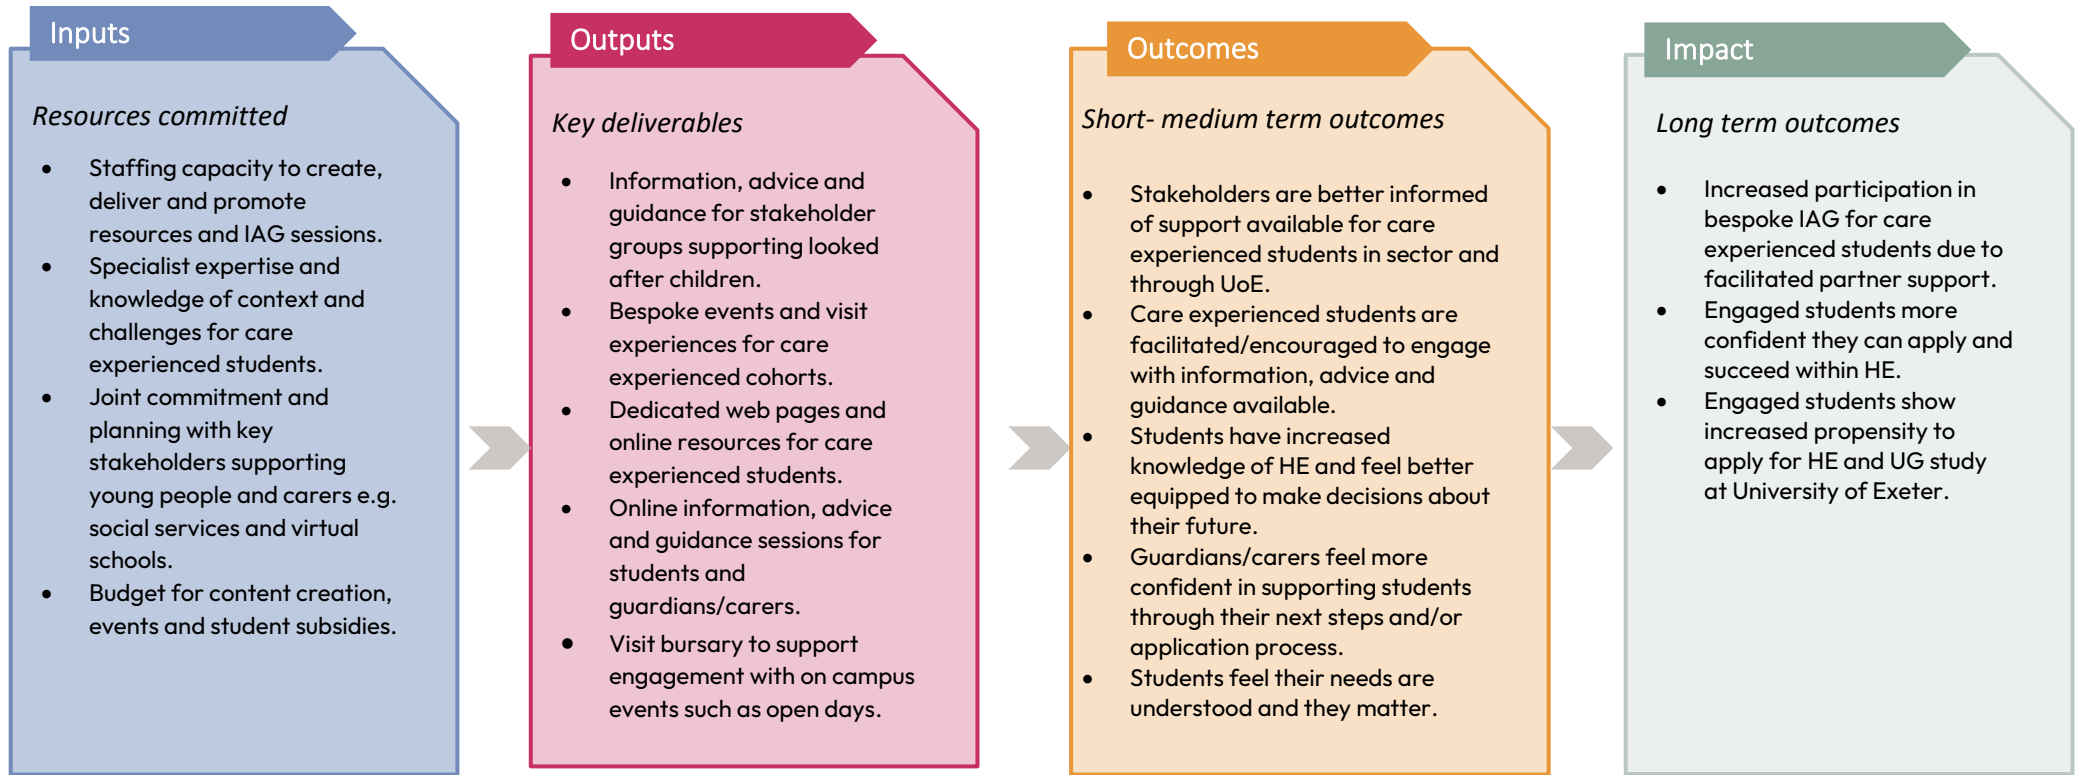 Inputs
Resources committed
• Staffing capacity to create,
deliver and promote
resources and IAG sessions.
• Specialist expertise and
knowledge of context and
challenges for care
experienced students.
• Joint commitment and
planning with key
stakeholders supporting
young people and carers e.g.
social services and virtual
schools.
• Budget for content creation,
events and student subsidies.
Outputs
Key deliverables
• Information, advice and
guidance for stakeholder
groups supporting looked
after children.
• Bespoke events and visit
experiences for care
experienced cohorts.
• Dedicated web pages and
online resources for care
experienced students.
• Online information, advice
and guidance sessions for
students and
guardians/carers.
• Visit bursary to support
engagement with on campus
events such as open days.
Outcomes
Short- medium term outcomes
• Stakeholders are better informed
of support available for care
experienced students in sector and
through UoE.
• Care experienced students are
facilitated/encouraged to engage
with information, advice and
guidance available.
• Students have increased
knowledge of HE and feel better
equipped to make decisions about
their future.
• Guardians/carers feel more
confident in supporting students
through their next steps and/or
application process.
• Students feel their needs are
understood and they matter.
Impact
Long term outcomes
• Increased participation in
bespoke IAG for care
experienced students due to
facilitated partner support.
• Engaged students more
confident they can apply and
succeed within HE.
• Engaged students show
increased propensity to
apply for HE and UG study
at University of Exeter.